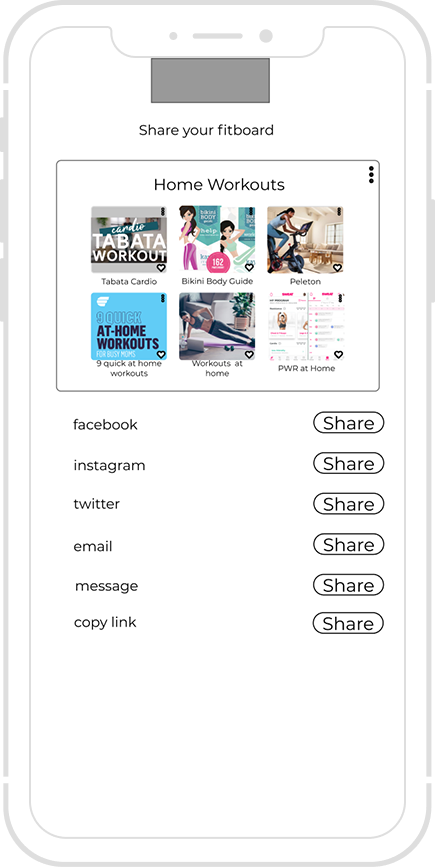 Share your fitboard
Home Workouts
cardio
TABATA
WORKOUT
bikini
BODY
guide
help
162
Tabata Cardio
Bikini Body Guide
Peleton
9 QUICK
AT-HOME
WORKOUTS
FOR BUSY MOMS
SWEAT
9 quick at home
workouts
Workouts at
home
PWR at Home
facebook
Share
instagram
Share
twitter
Share
email
Share
message
Share
copy link
Share